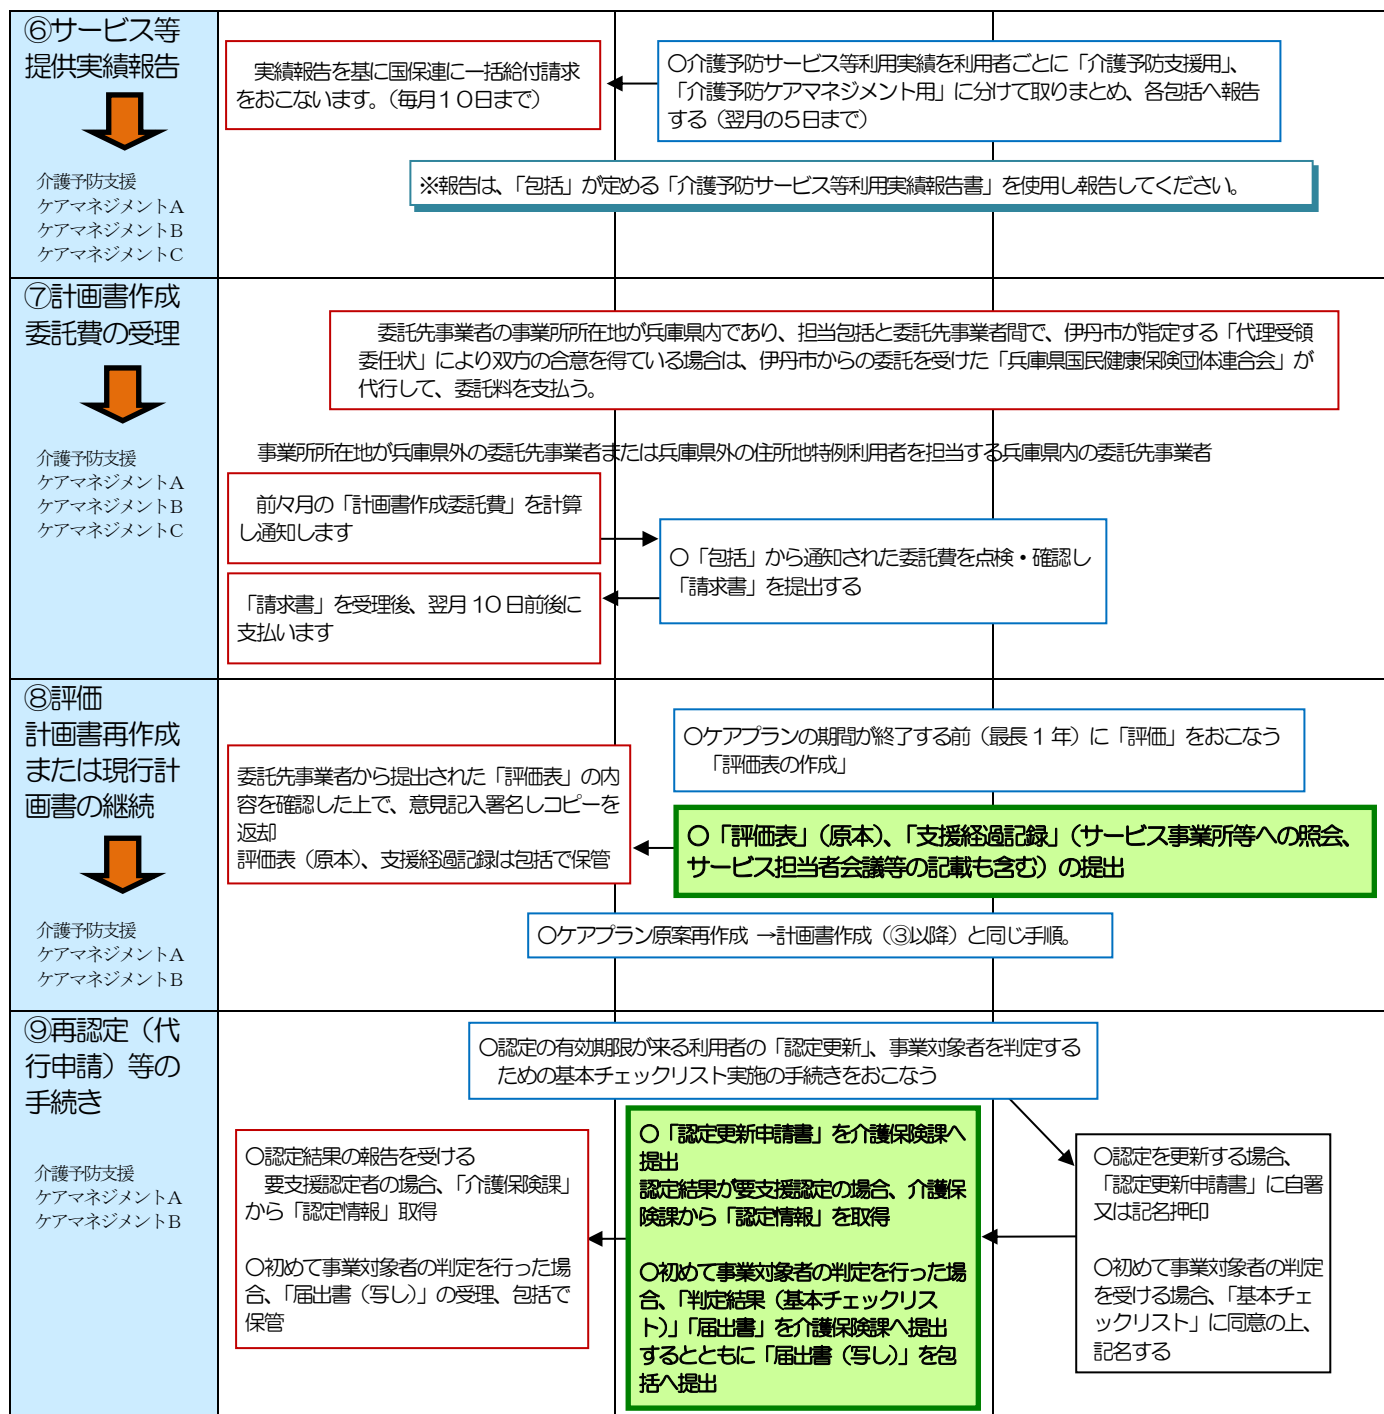 ⑥サービス等
提供実績報告
介護予防支援
ケアマネジメントA
ケアマネジメントB
ケアマネジメントC
実績報告を基に国保連に一括給付請求
をおこないます。（毎月１０日まで）
〇介護予防サービス等利用実績を利用者ごとに「介護予防支援用」、
「介護予防ケアマネジメント用」に分けて取りまとめ、各包括へ報告
する（翌月の５日まで）
※報告は、「包括」が定める「介護予防サービス等利用実績報告書」を使用し報告してください。
⑦計画書作成
委託費の受理
介護予防支援
ケアマネジメントA
ケアマネジメントB
ケアマネジメントC
委託先事業者の事業所所在地が兵庫県内であり、担当包括と委託先事業者間で、伊丹市が指定する「代理受領
委任状」により双方の合意を得ている場合は、伊丹市からの委託を受けた「兵庫県国民健康保険団体連合会」が
代行して、委託料を支払う。
事業所所在地が兵庫県外の委託先事業者または兵庫県外の住所地特例利用者を担当する兵庫県内の委託先事業者
前々月の「計画書作成委託費」を計算
し通知します
〇「包括」から通知された委託費を点検・確認し
「請求書」を提出する
「請求書」を受理後、翌月 10 日前後に
支払います
⑧評価
計画書再作成
または現行計
画書の継続
介護予防支援
ケアマネジメントA
ケアマネジメントB
〇ケアプランの期間が終了する前（最長 1 年）に「評価」をおこなう
「評価表の作成」
委託先事業者から提出された「評価表」の内
容を確認した上で、意見記入署名しコピーを
返却
評価表（原本）、支援経過記録は包括で保管
〇「評価表」（原本）、「支援経過記録」（サービス事業所等への照会、
サービス担当者会議等の記載も含む）の提出
〇ケアプラン原案再作成 →計画書作成（③以降）と同じ手順。
⑨再認定（代
行申請）等の
手続き
介護予防支援
ケアマネジメントA
ケアマネジメントB
〇認定の有効期限が来る利用者の「認定更新」、事業対象者を判定する
ための基本チェックリスト実施の手続きをおこなう
〇認定結果の報告を受ける
要支援認定者の場合、「介護保険課」
から「認定情報」取得
〇初めて事業対象者の判定を行った場
合、「届出書（写し）」の受理、包括で
保管
〇「認定更新申請書」を介護保険課へ
提出
認定結果が要支援認定の場合、介護保
険課から「認定情報」を取得
〇初めて事業対象者の判定を行った場
合、「判定結果（基本チェックリス
ト）」「届出書」を介護保険課へ提出
するとともに「届出書（写し）」を包
括へ提出
〇認定を更新する場合、
「認定更新申請書」に自署
又は記名押印
〇初めて事業対象者の判定
を受ける場合、「基本チェ
ックリスト」に同意の上、
記名する